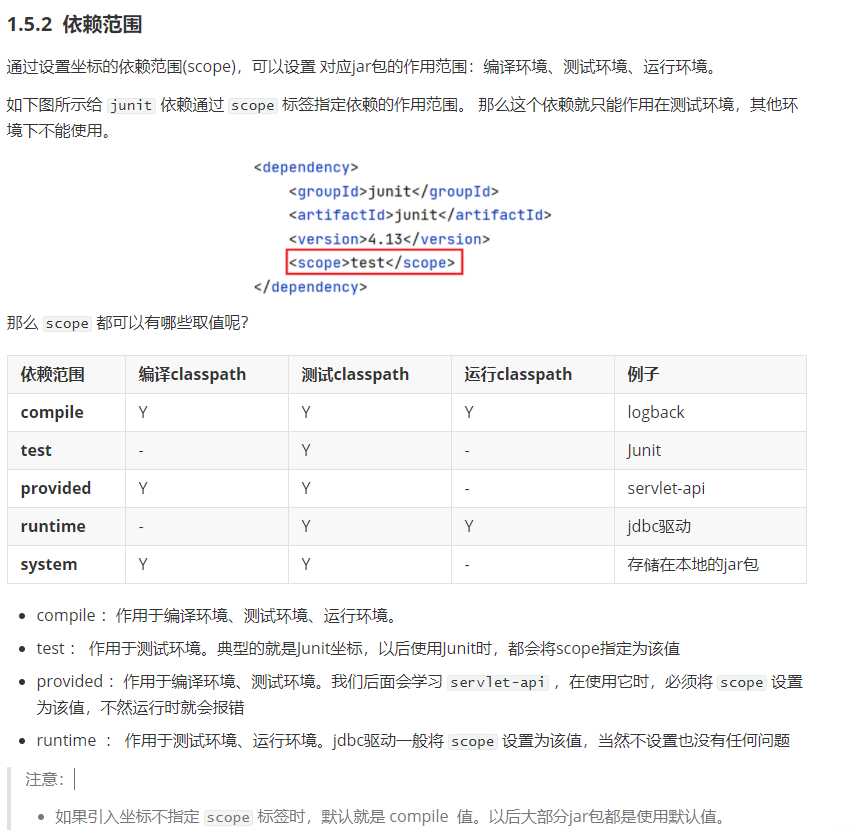 1.5.2 依赖范围
通过设置坐标的依赖范围(scope)，可以设置 对应jar包的作用范围：编译环境、测试环境、运行环境。
如下图所示给 junit 依赖通过 scope 标签指定依赖的作用范围。 那么这个依赖就只能作用在测试环境，其他环
境下不能使用。
<dependency>
<groupId>junit</groupId>
<artifactId>junit</artifactId>
<version>4.13</version>
<scope>test</scope>
</dependency>
那么 scope 都可以有哪些取值呢？
依赖范围 编译classpath 测试classpath 运行classpath 例子
compile Y Y Y logback
test - Y - Junit
provided Y Y - servlet-api
runtime - Y Y jdbc驱动
system Y Y - 存储在本地的jar包
• compile ：作用于编译环境、测试环境、运行环境。
• test ： 作用于测试环境。典型的就是Junit坐标，以后使用Junit时，都会将scope指定为该值
• provided ：作用于编译环境、测试环境。我们后面会学习 servlet-api ，在使用它时，必须将 scope 设置
为该值，不然运行时就会报错
• runtime ： 作用于测试环境、运行环境。jdbc驱动一般将 scope 设置为该值，当然不设置也没有任何问题
注意：
• 如果引入坐标不指定 scope 标签时，默认就是 compile 值。以后大部分jar包都是使用默认值。